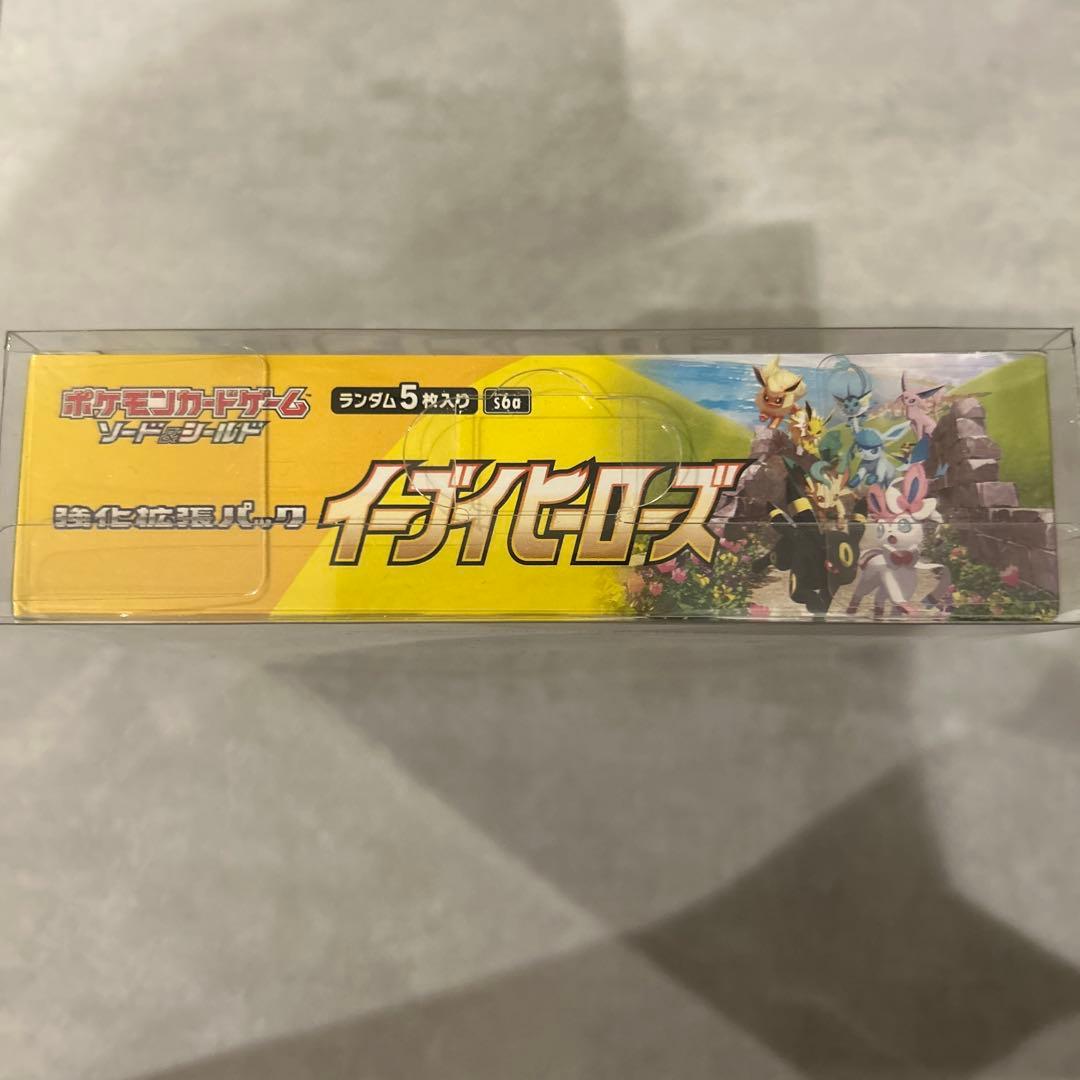 ポケモンカードゲーム
ソード&シールド
ランダム5枚入り s6a
強化拡張パック
イーブイヒーローズ